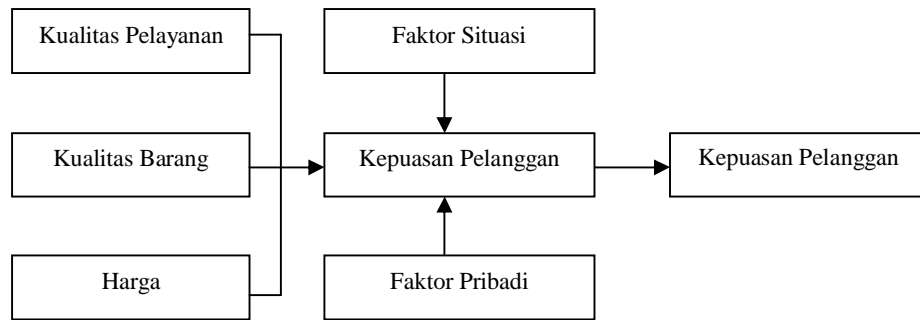 Kualitas Pelayanan
Faktor Situasi
Kualitas Barang
Kepuasan Pelanggan
Kepuasan Pelanggan
Harga
Faktor Pribadi